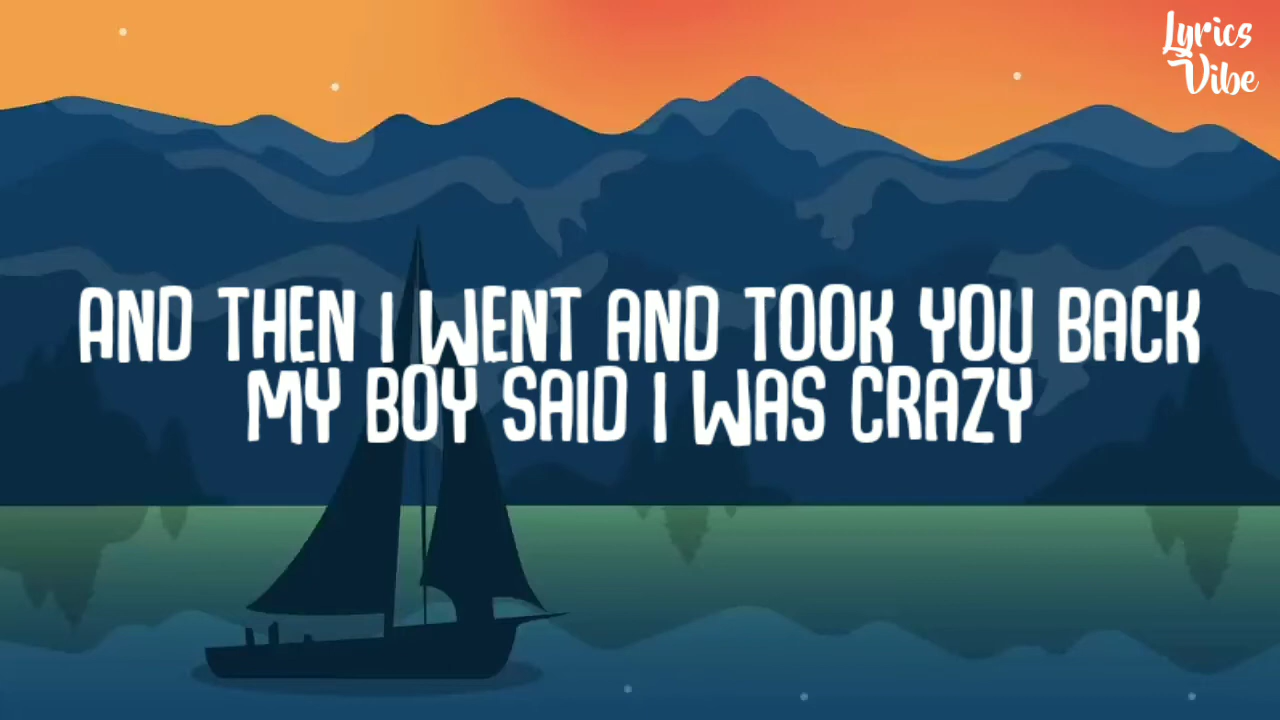 Lyrics
Vibe
AND THEN I WENT AND TOOK YOU BACK
MY BOY SAID I WAS CRAZY